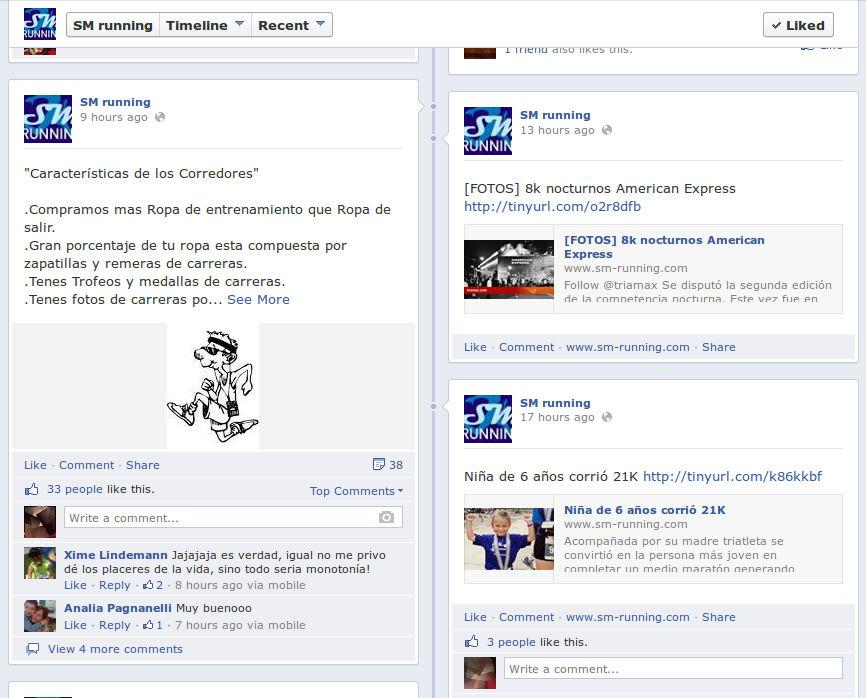 SM running Timeline Recent Liked
SM running
9 hours ago
"Características de los Corredores"
.Compramos mas Ropa de entrenamiento que Ropa de
salir.
.Gran porcentaje de tu ropa esta compuesta por
zapatillas y remeras de carreras.
.Tenes Trofeos y medallas de carreras.
.Tenes fotos de carreras po... See More
Like · Comment · Share 38
33 people like this. Top Comments
Write a comment...
Xime Lindemann Jajajaja es verdad, igual no me privo
dé los placeres de la vida, sino todo seria monotonía!
Like · Reply · 2 · 8 hours ago via mobile
Analia Pagnanelli Muy buenooo
Like · Reply · 1 · 7 hours ago via mobile
View 4 more comments
1 friend also likes this.
SM running
13 hours ago
[FOTOS] 8k nocturnos American Express
http://tinyurl.com/o2r8dfb
[FOTOS] 8k nocturnos American
Express
www.sm-running.com
Follow @triamax Se disputó la segunda edición
de la competencia nocturna. Este vez fue en
Like · Comment · www.sm-running.com · Share
SM running
17 hours ago
Niña de 6 años corrió 21K http://tinyurl.com/k86kkbf
Niña de 6 años corrió 21K
www.sm-running.com
Acompañada por su madre triatleta se
convirtió en la persona más joven en
completar un medio maratón generando
Like · Comment · www.sm-running.com · Share
3 people like this.
Write a comment...